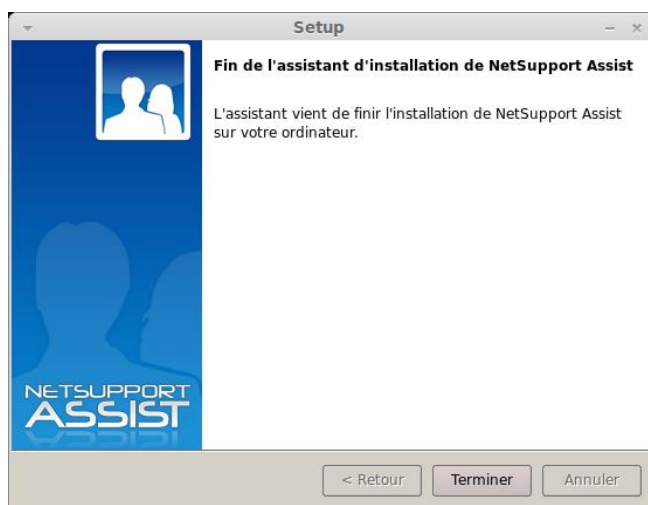 Setup
Fin de l'assistant d'installation de NetSupport Assist
L'assistant vient de finir l'installation de NetSupport Assist
sur votre ordinateur.
NETSUPPORT
ASSIST
< Retour
Terminer
Annuler